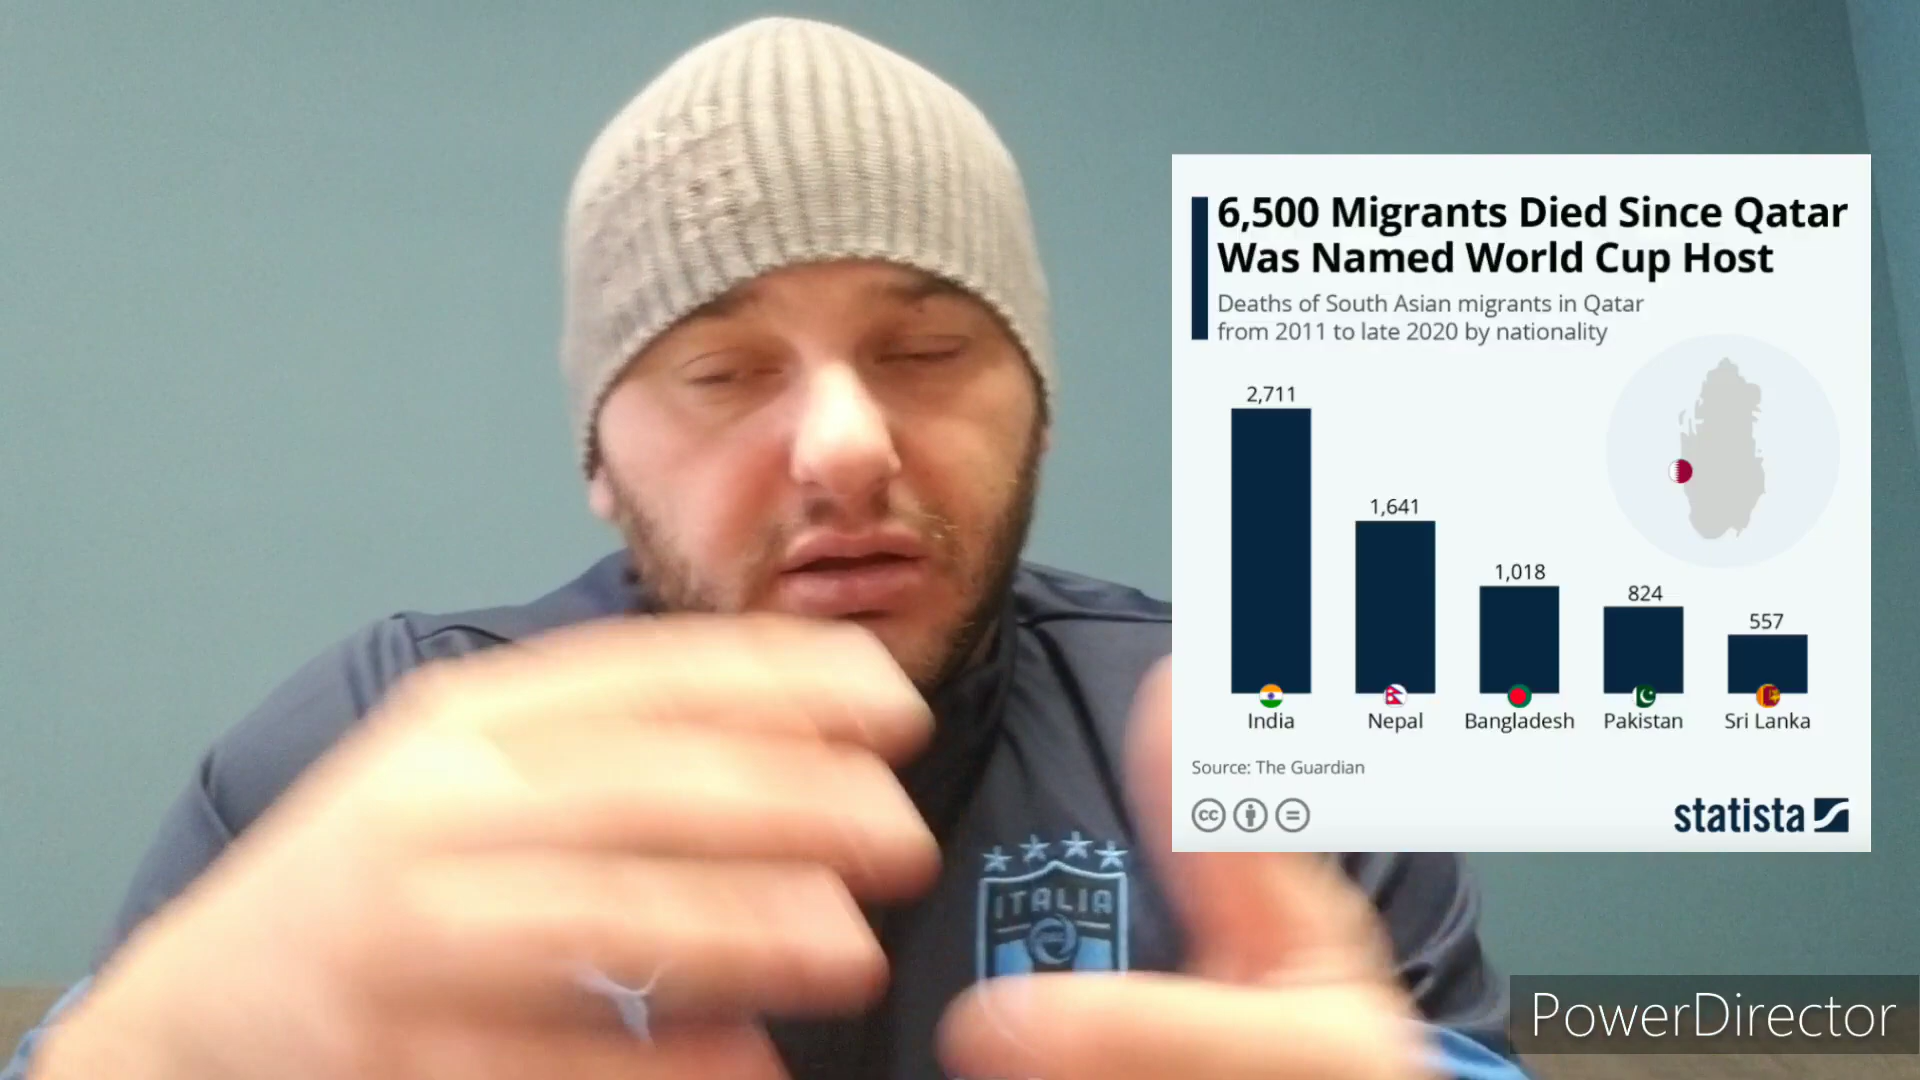 6,500 Migrants Died Since Qatar
Was Named World Cup Host
Deaths of South Asian migrants in Qatar
from 2011 to late 2020 by nationality
2,711
1,641
1,018
824
557
India
Nepal
Bangladesh
Pakistan
Sri Lanka
Source: The Guardian
cc
statista
ITALIA
PowerDirector